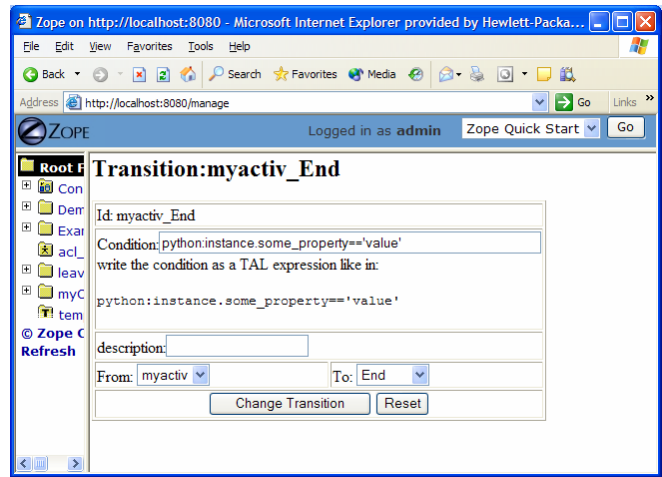 Zope on http://localhost:8080 - Microsoft Internet Explorer provided by Hewlett-Packa...
File Edit View Favorites Tools Help
Back Search Favorites Media
Address http://localhost:8080/manage Go Links »
ZOPE Logged in as admin Zope Quick Start Go
Root F
Con
Dem
Exar
acl_
leav
myC
tem
© Zope C
Refresh
Transition:myactiv_End
Id: myactiv_End
Condition: python:instance.some_property=='value'
write the condition as a TAL expression like in:
python:instance.some_property=='value'
description:
From: myactiv To: End
Change Transition Reset